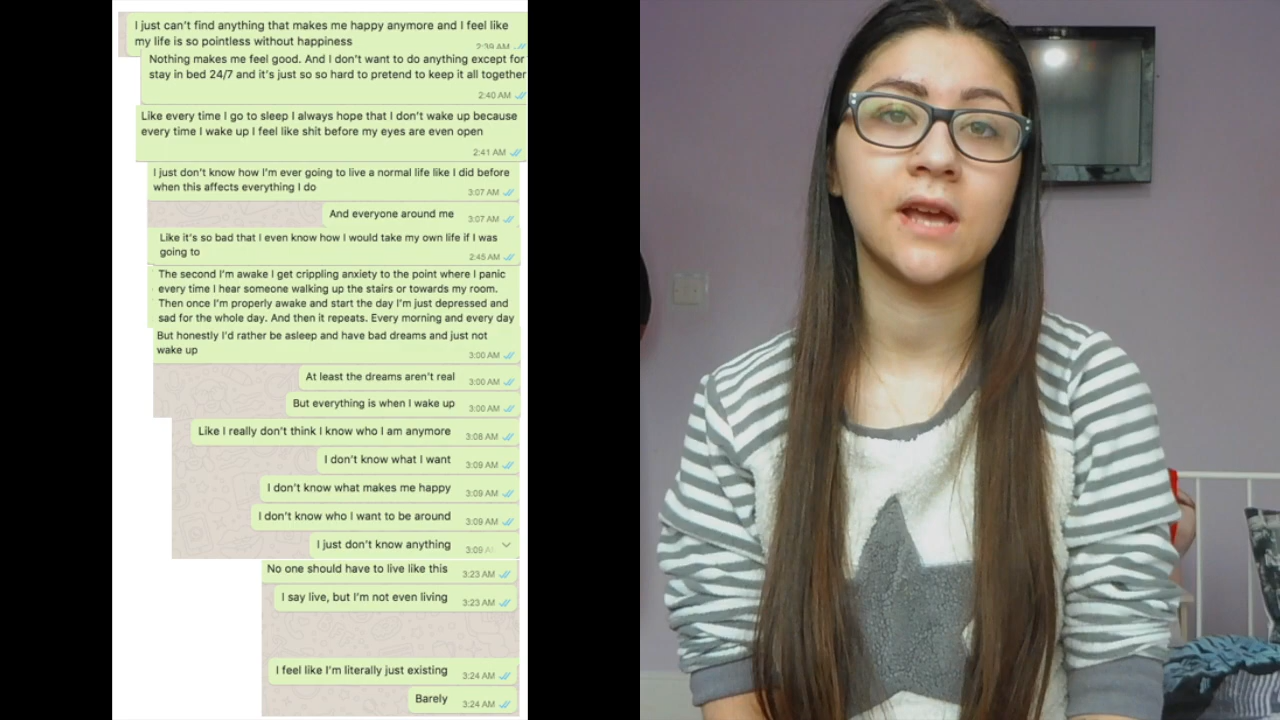 I just can't find anything that makes me happy anymore and I feel like
my life is so pointless without happiness
2:39 AM
Nothing makes me feel good. And I don't want to do anything except for
stay in bed 24/7 and it's just so so hard to pretend to keep it all together
2:40 AM
Like every time I go to sleep I always hope that I don't wake up because
every time I wake up I feel like shit before my eyes are even open
2:41 AM
I just don't know how I'm ever going to live a normal life like I did before
when this affects everything I do
3:07 AM
And everyone around me 3:07 AM
Like it's so bad that I even know how I would take my own life if I was
going to
2:45 AM
The second I'm awake I get crippling anxiety to the point where I panic
every time I hear someone walking up the stairs or towards my room.
Then once I'm properly awake and start the day I'm just depressed and
sad for the whole day. And then it repeats. Every morning and every day
But honestly I'd rather be asleep and have bad dreams and just not
wake up
3:00 AM
At least the dreams aren't real 3:00 AM
But everything is when I wake up 3:00 AM
Like I really don't think I know who I am anymore 3:08 AM
I don't know what I want 3:09 AM
I don't know what makes me happy 3:09 AM
I don't know who I want to be around 3:09 AM
I just don't know anything 3:09 AM
No one should have to live like this 3:23 AM
I say live, but I'm not even living 3:23 AM
I feel like I'm literally just existing 3:24 AM
Barely 3:24 AM